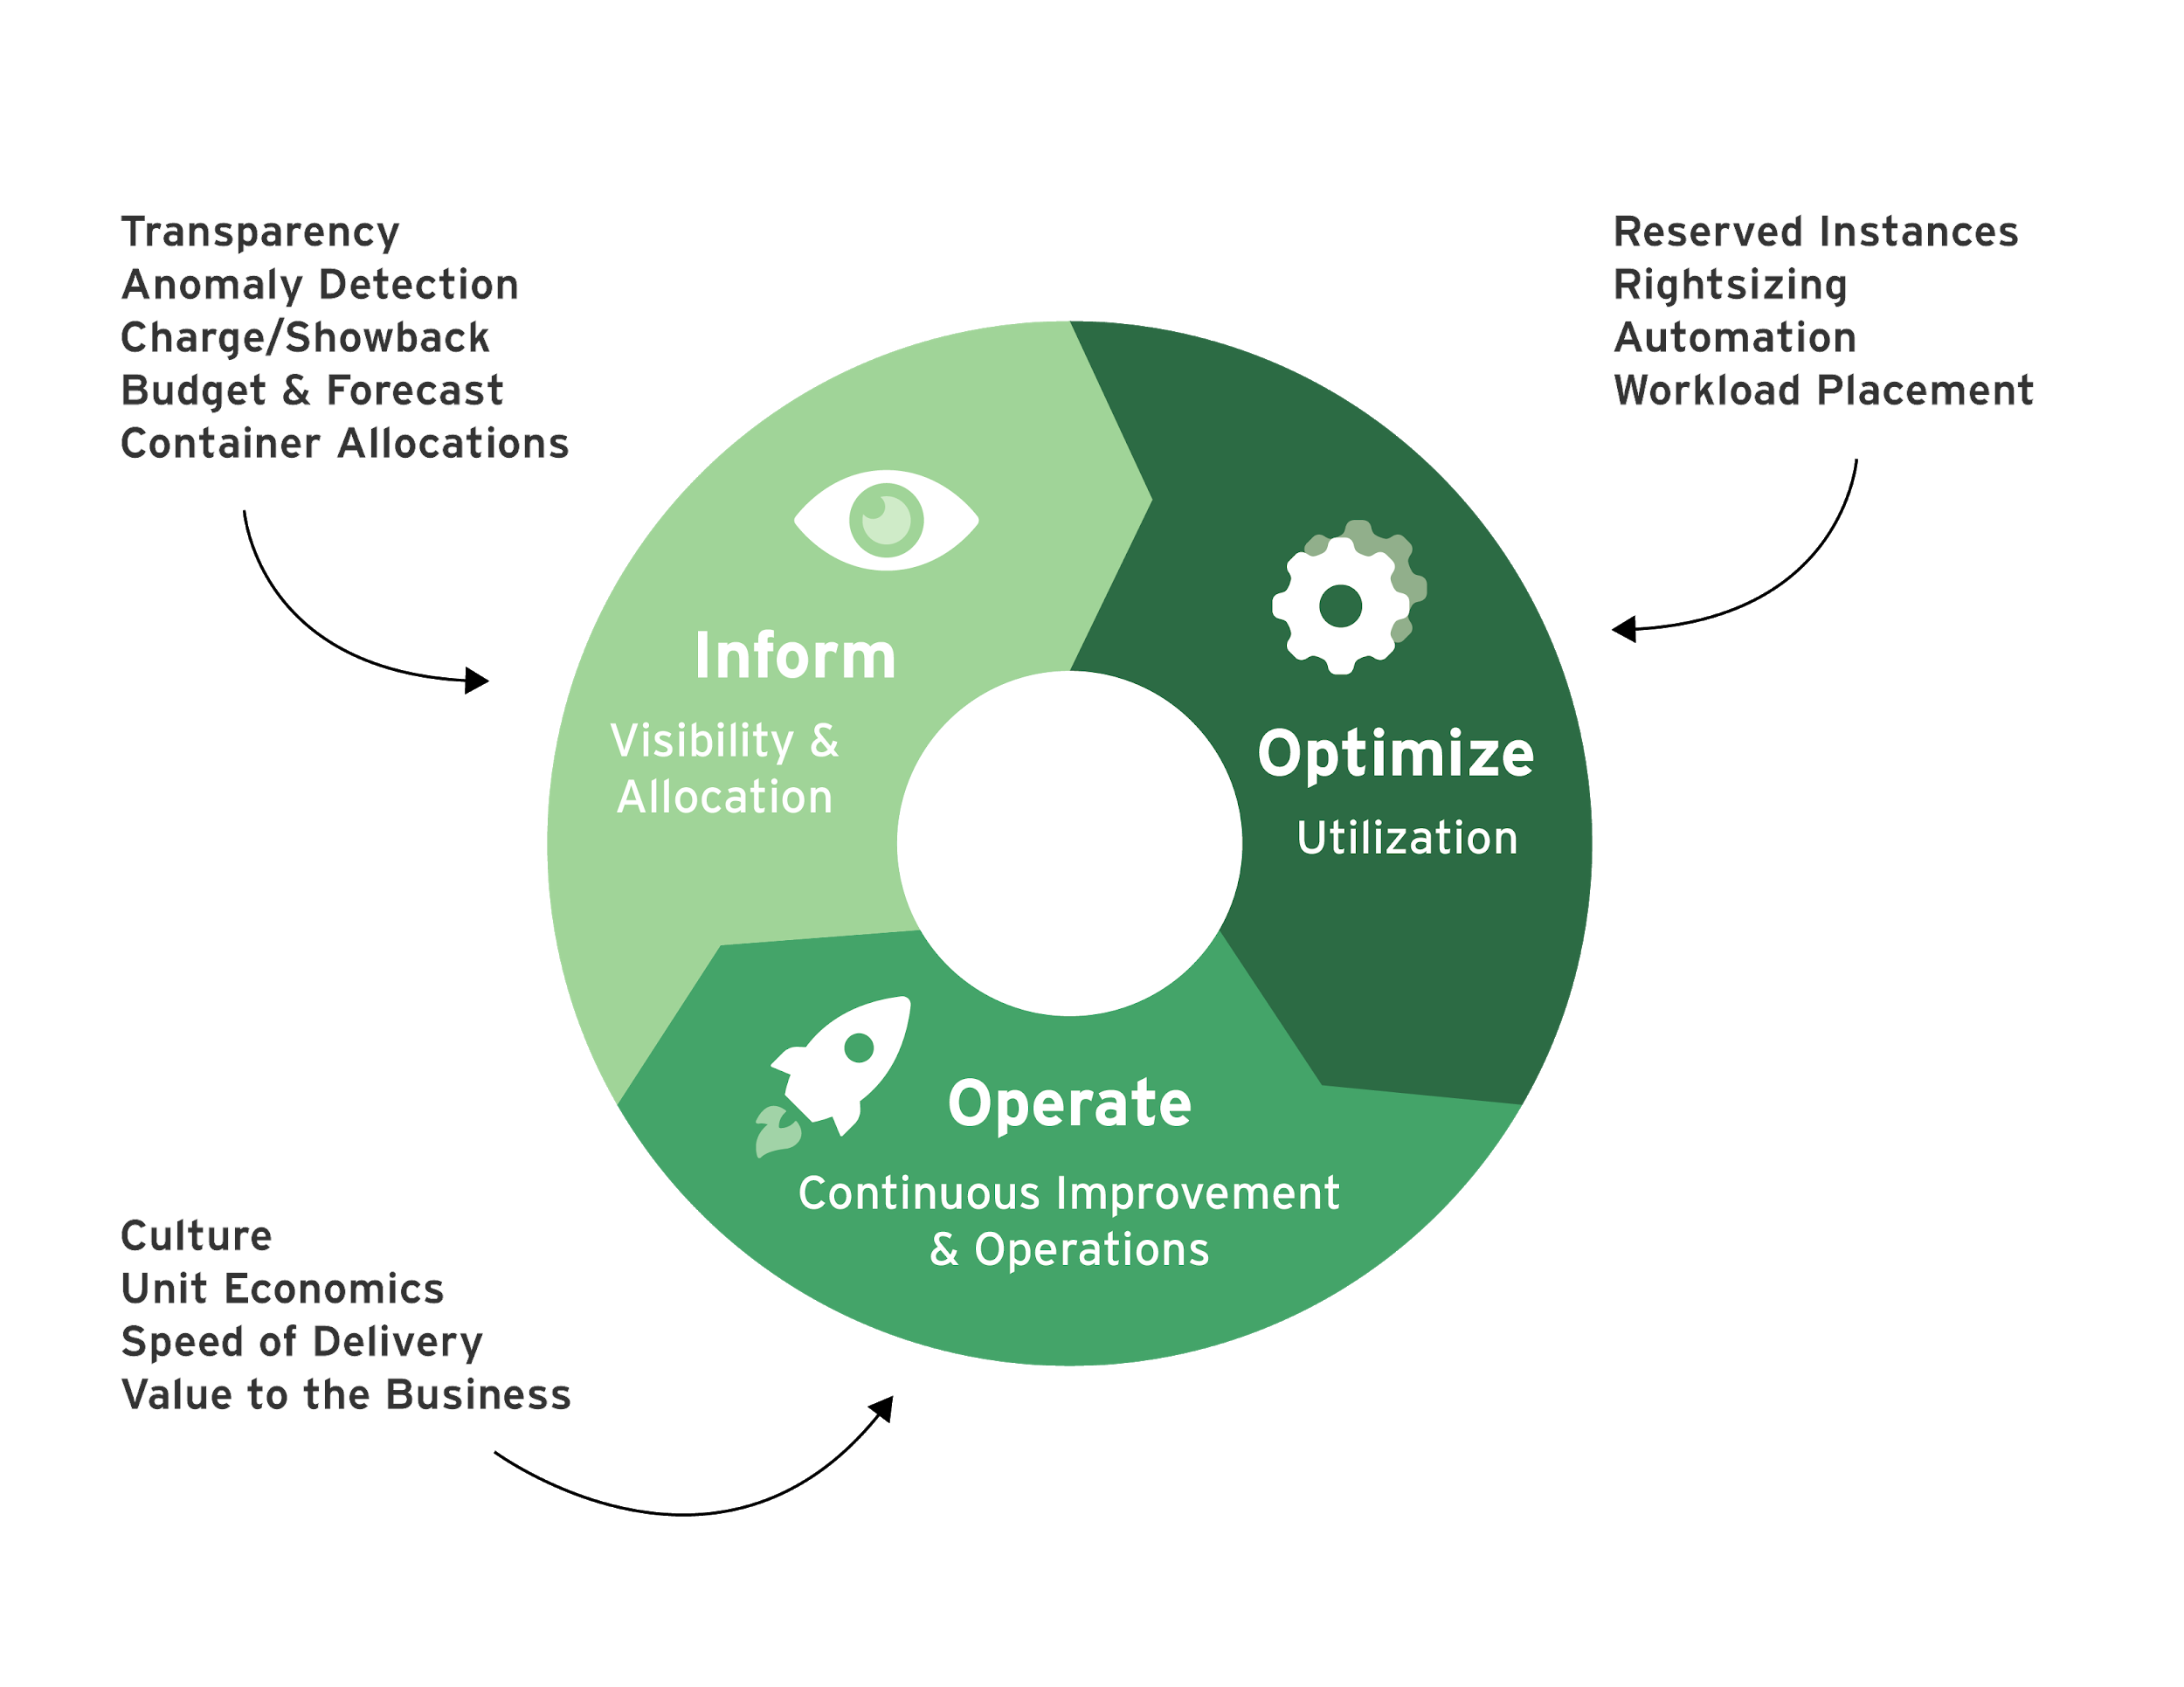 Transparency
Anomaly Detection
Charge/Showback
Budget & Forecast
Container Allocations
Reserved Instances
Rightsizing
Automation
Workload Placement
Inform
Visibility &
Allocation
Optimize
Utilization
Operate
Continuous Improvement
& Operations
Culture
Unit Economics
Speed of Delivery
Value to the Business